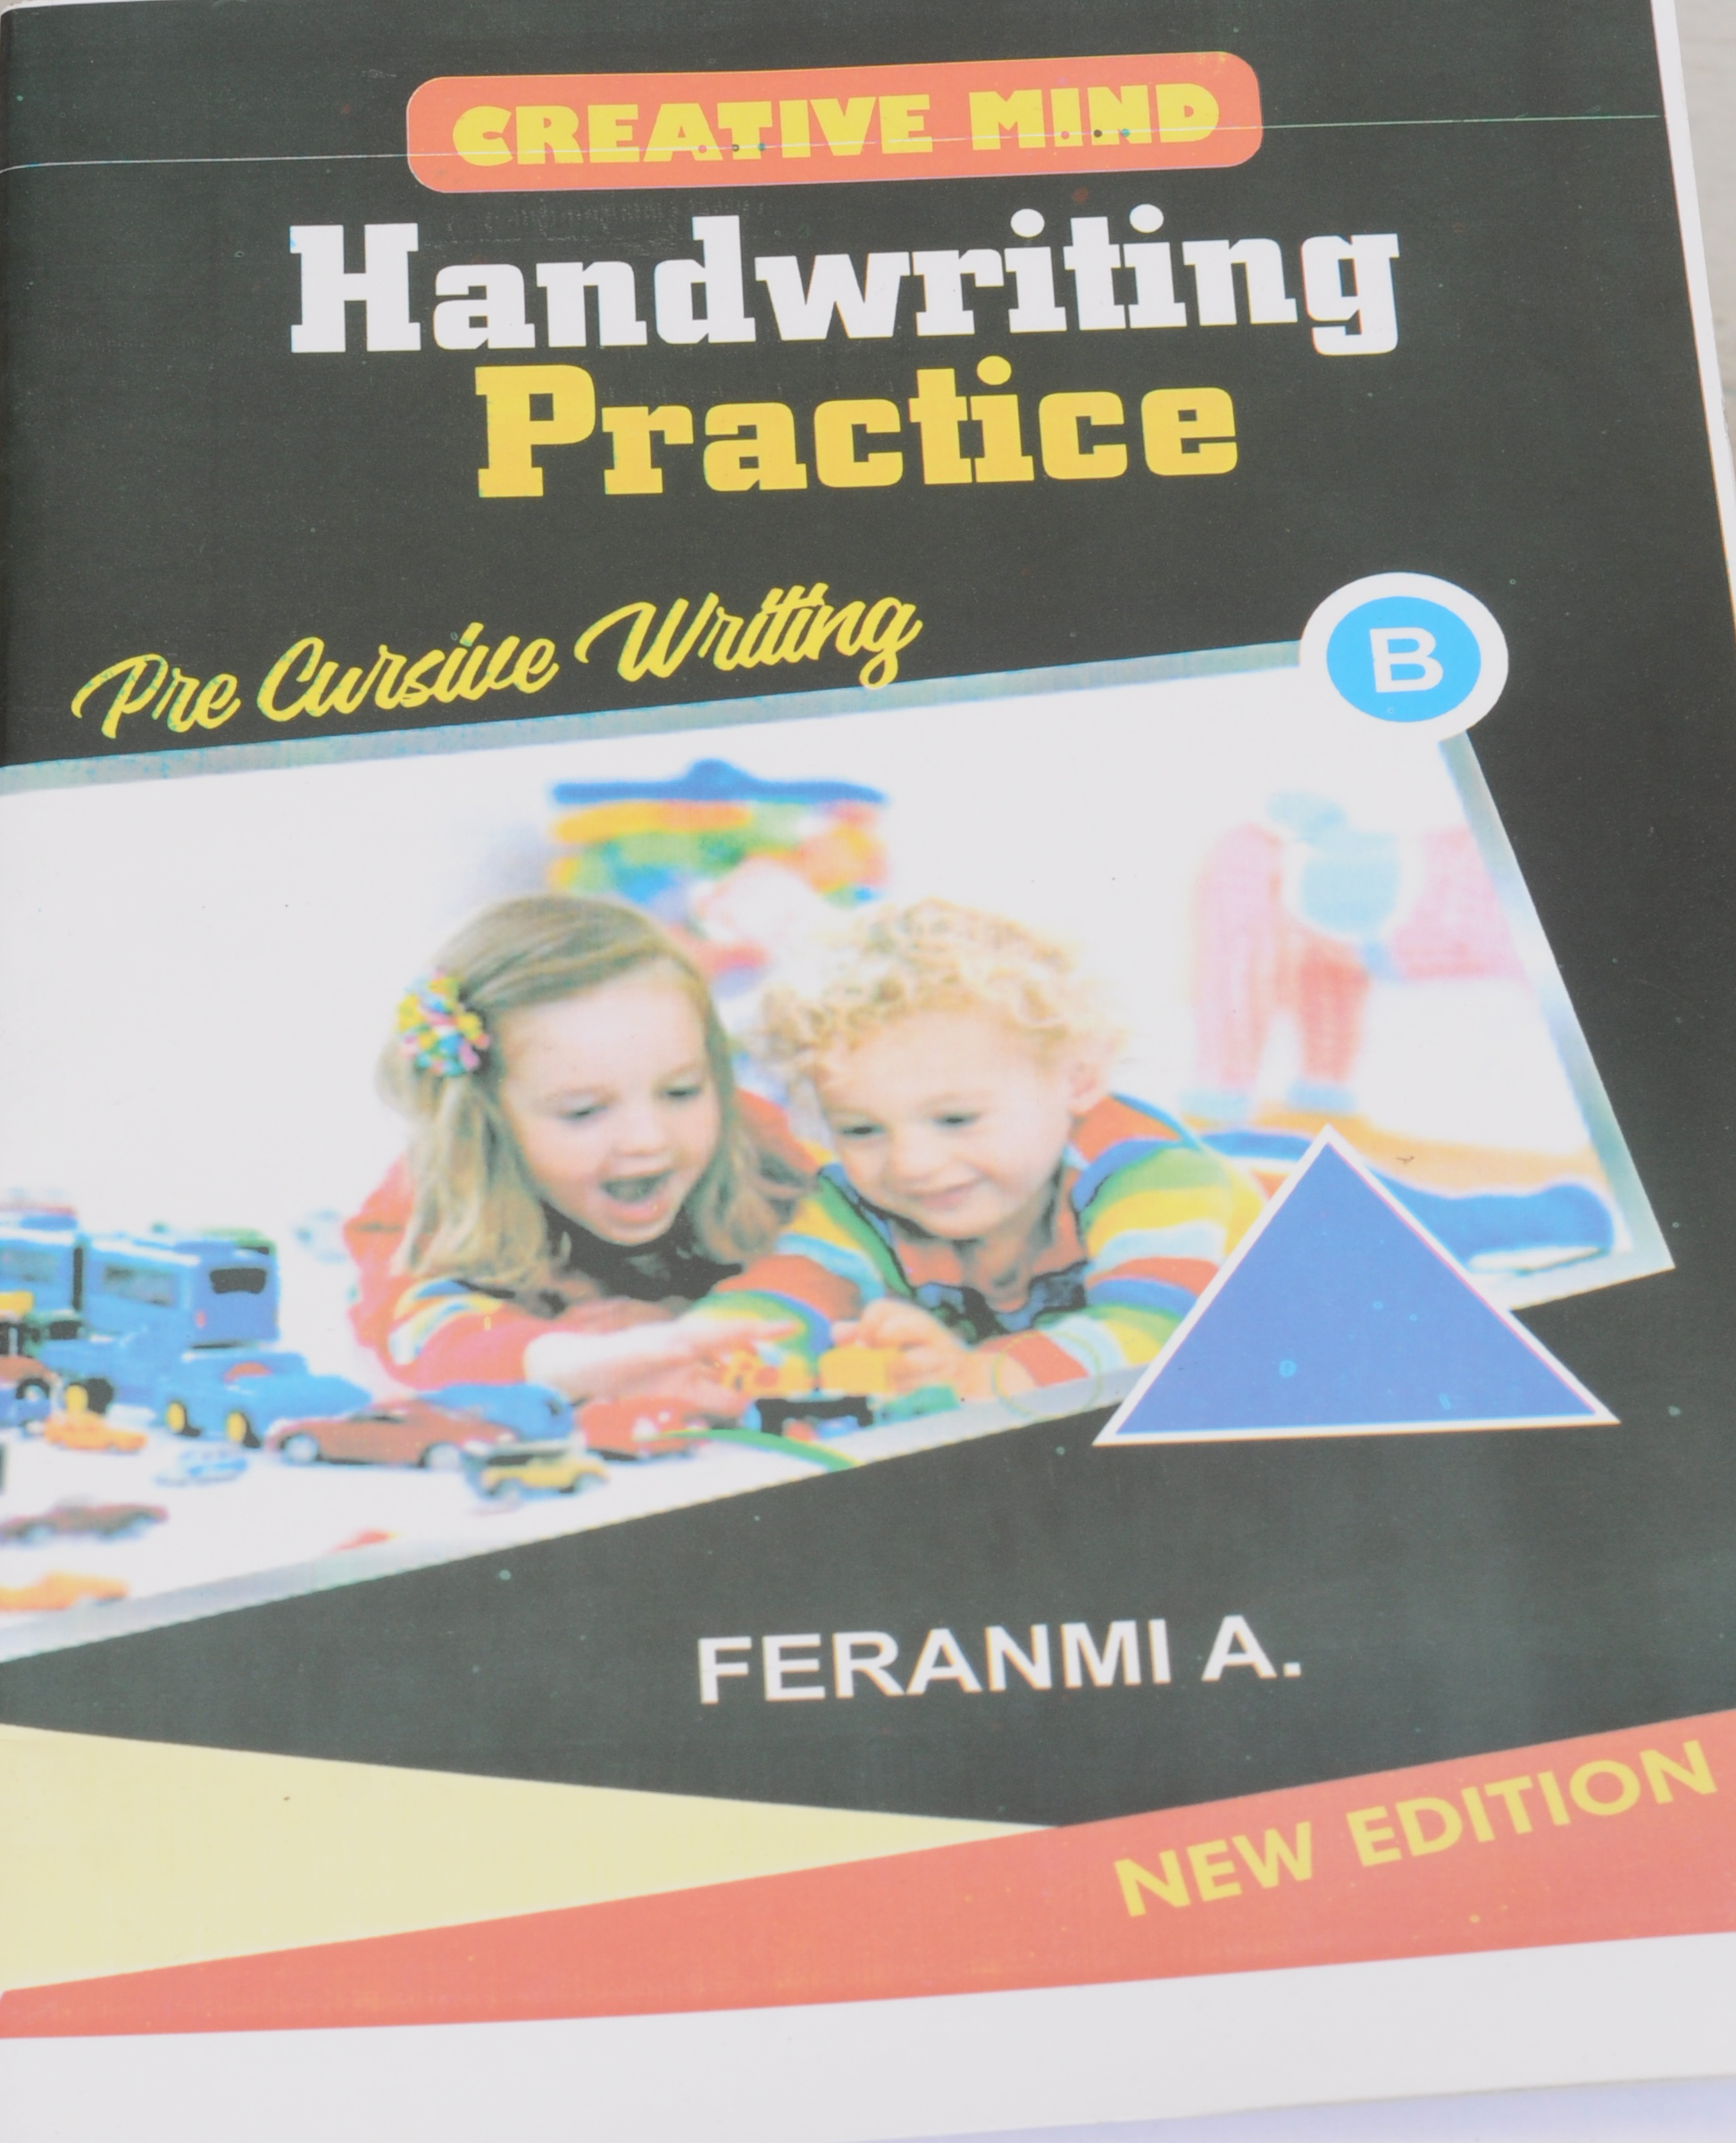 CREATIVE MIND
Handwriting
Practice
Pre Cursive Writing
B
FERANMI A.
NEW EDITION